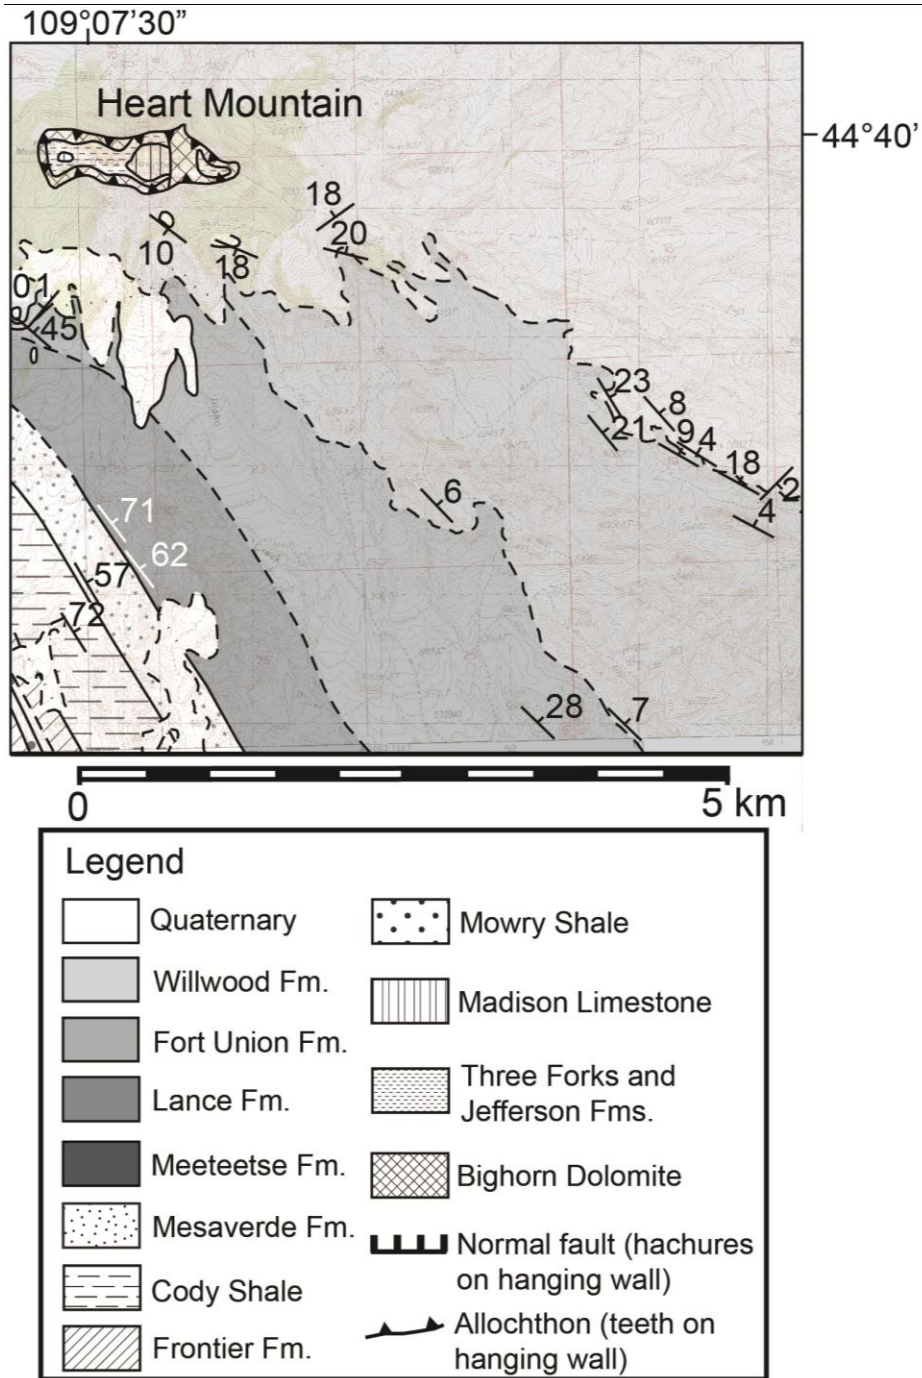 109°07'30”
Heart Mountain
44°40'
18
20
10
18
01
45
23
8
21
9
4
18
2
4
6
71
62
57
72
28
7
0
5 km
Legend
Quaternary
Willwood Fm.
Fort Union Fm.
Lance Fm.
Meeteetse Fm.
Mesaverde Fm.
Cody Shale
Frontier Fm.
Mowry Shale
Madison Limestone
Three Forks and
Jefferson Fms.
Bighorn Dolomite
Normal fault (hachures
on hanging wall)
Allochthon (teeth on
hanging wall)